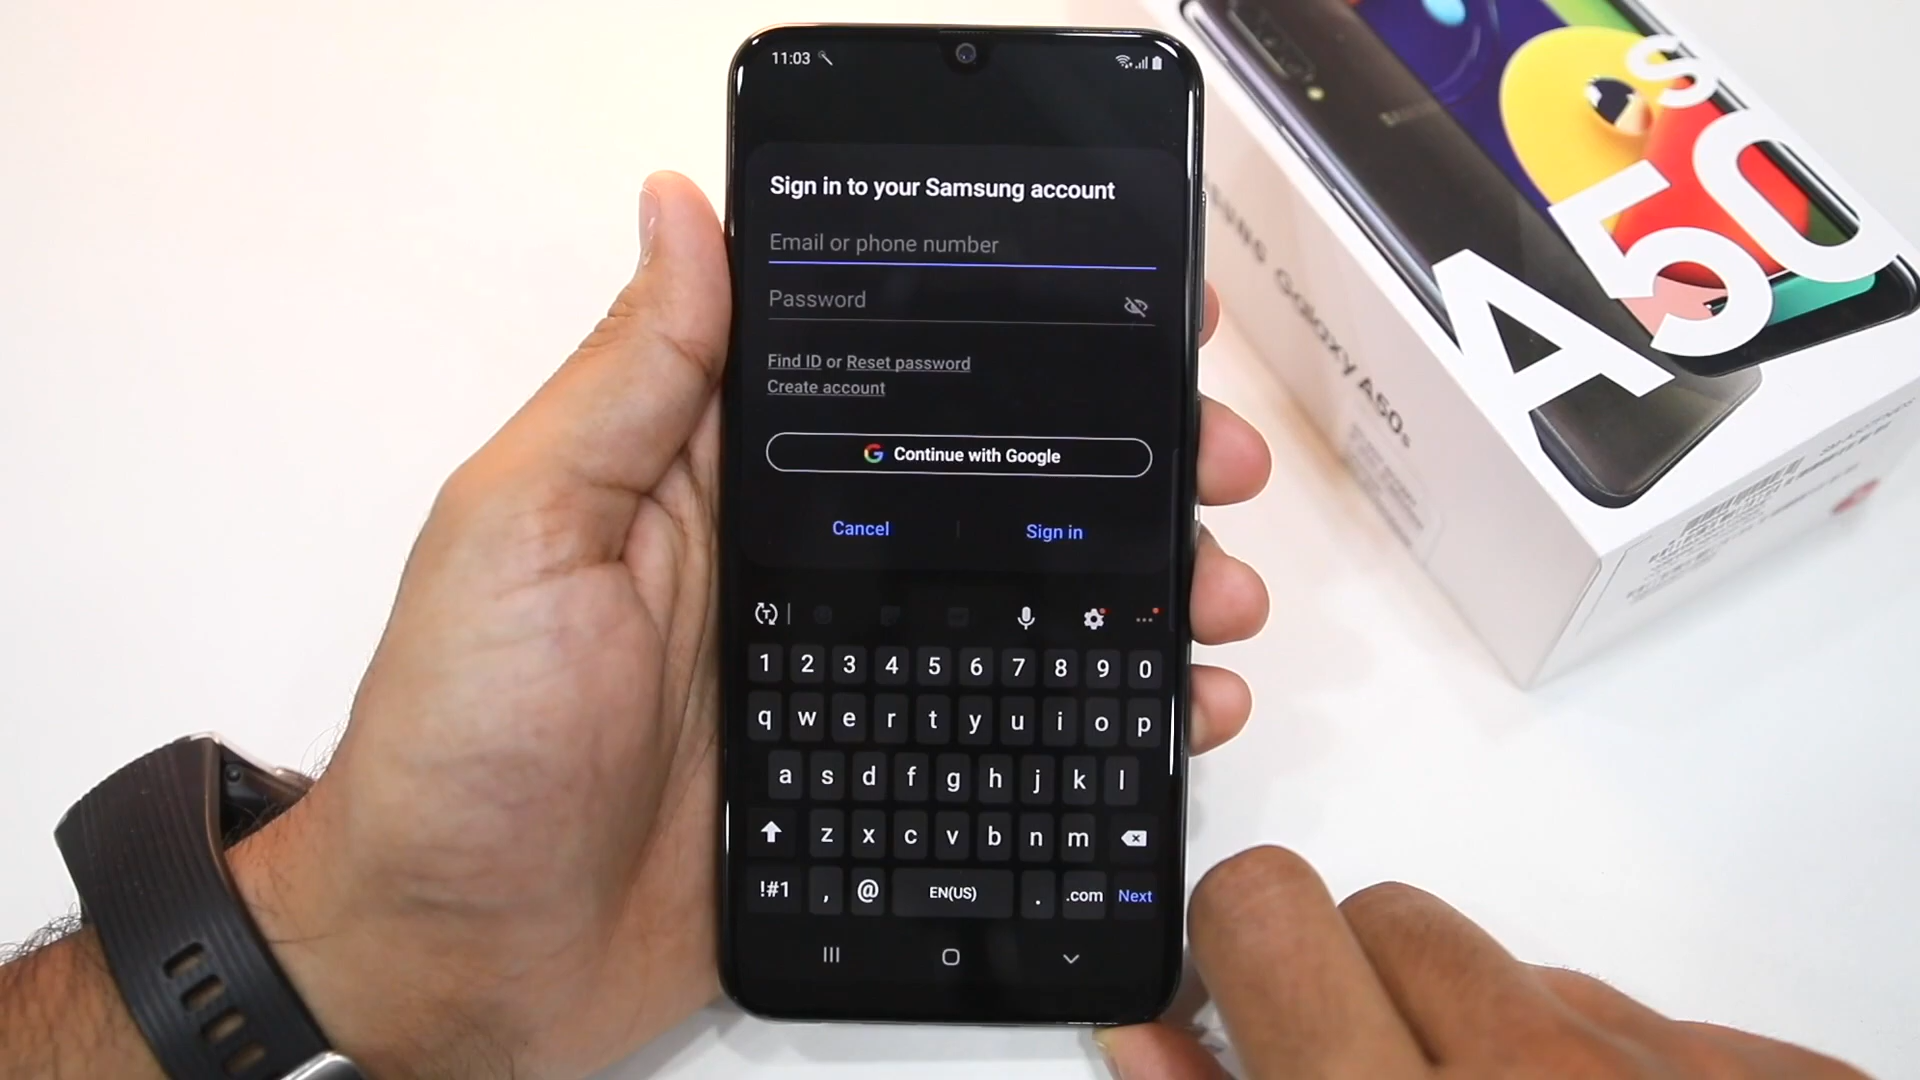 11:03
Sign in to your Samsung account
Email or phone number
Password
Find ID or Reset password
Create account
G Continue with Google
Cancel
Sign in
1 2 3 4 5 6 7 8 9 0
q w e r t y u i o p
a s d f g h j k l
z x c v b n m
!#1 , @ EN(US) . .com Next
A50s
Galaxy A50s
SAMSUNG